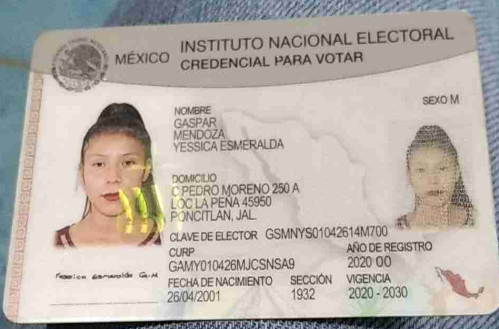 MÉXICO INSTITUTO NACIONAL ELECTORAL
CREDENCIAL PARA VOTAR
NOMBRE
SEXO M
GASPAR
MENDOZA
YESSICA ESMERALDA
DOMICILIO
C PEDRO MORENO 250 A
LOC LA PEÑA 45950
PONCITLAN, JAL.
CLAVE DE ELECTOR GSMNYS01042614M700
CURP
AÑO DE REGISTRO
GAMY010426MJCSNSA9
2020 00
FECHA DE NACIMIENTO
SECCIÓN
VIGENCIA
26/04/2001
1932
2020 - 2030
Esmeralda G.M